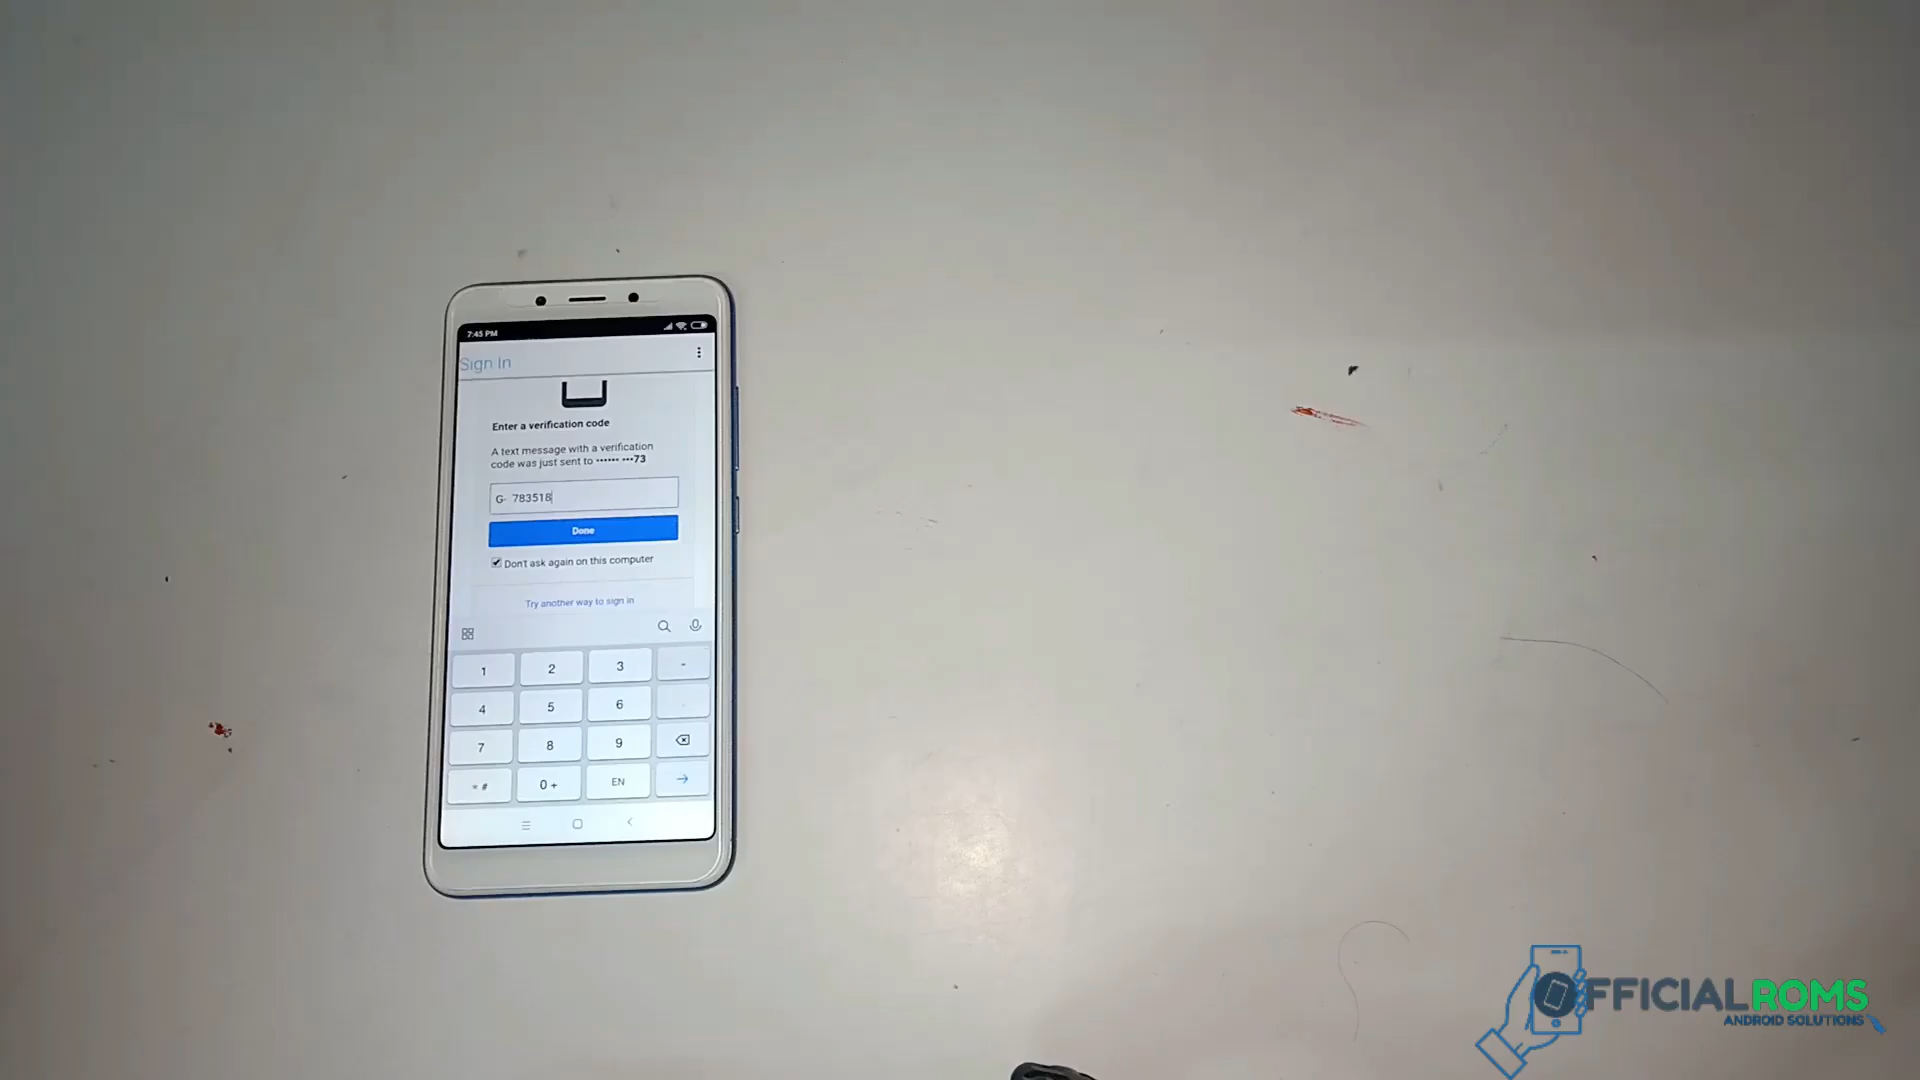 7:45 PM
Sign In
Enter a verification code
A text message with a verification
code was just sent to •••••• •••73
G- 783518
Done
Don't ask again on this computer
Try another way to sign in
1 2 3 -
4 5 6 .
7 8 9
* # 0 + EN
OFFICIALROMS
ANDROID SOLUTIONS